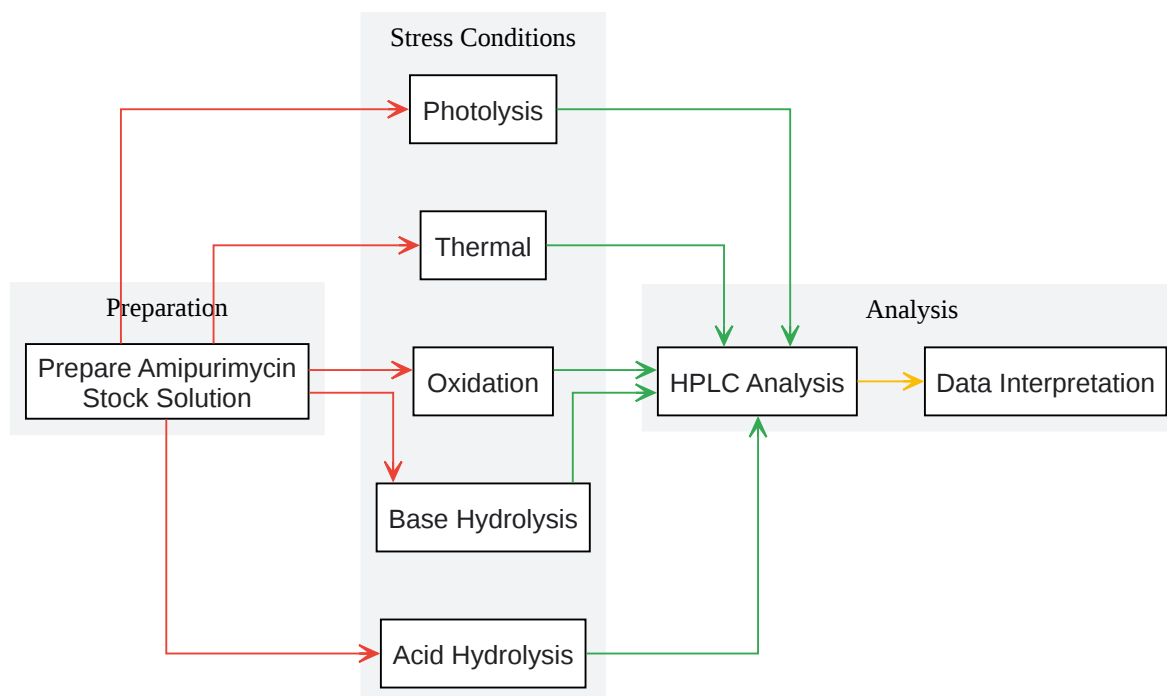 Stress Conditions
Photolysis
Thermal
Preparation
Analysis
Prepare Amipurimycin
Stock Solution
Oxidation
HPLC Analysis
Data Interpretation
Base Hydrolysis
Acid Hydrolysis